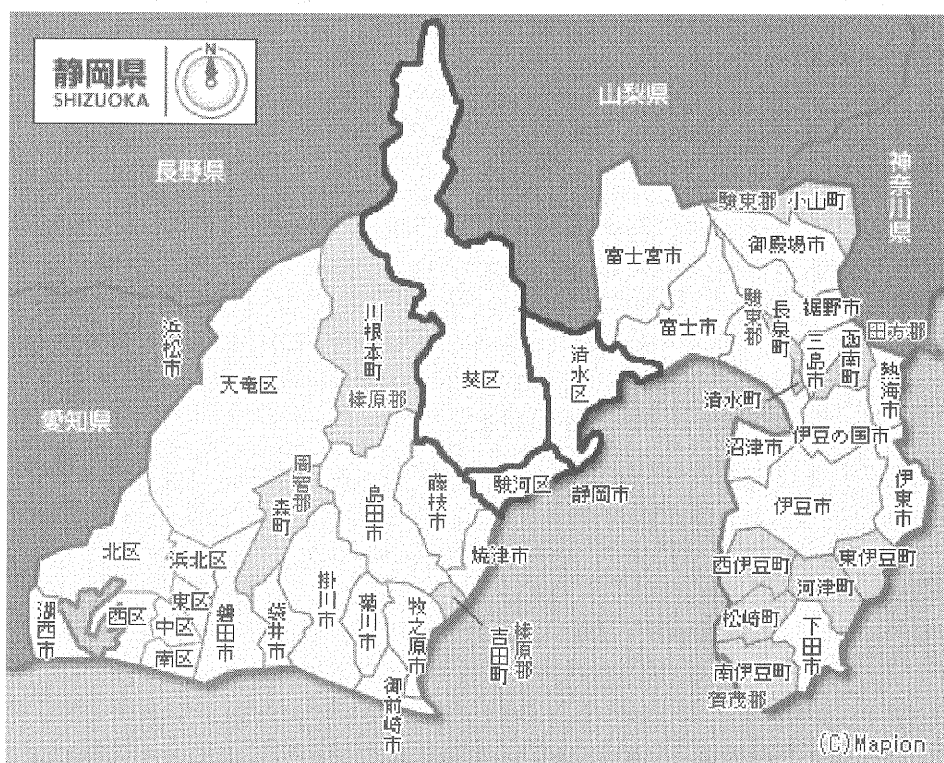 静岡県
SHIZUOKA
N
山梨県
長野県
神奈川県
愛知県
駿東郡
小山町
御殿場市
富士宮市
富士市
駿東郡
長泉町
裾野市
三島市
函南町
田方郡
熱海市
清水町
沼津市
伊豆の国市
伊豆市
伊東市
西伊豆町
東伊豆町
河津町
松崎町
下田市
南伊豆町
賀茂郡
葵区
清水区
駿河区
静岡市
川根本町
榛原郡
浜松市
天竜区
周智郡
森町
島田市
藤枝市
焼津市
北区
浜北区
湖西市
西区
東区
中区
南区
磐田市
袋井市
掛川市
菊川市
牧之原市
御前崎市
榛原郡
吉田町
(C)Mapion